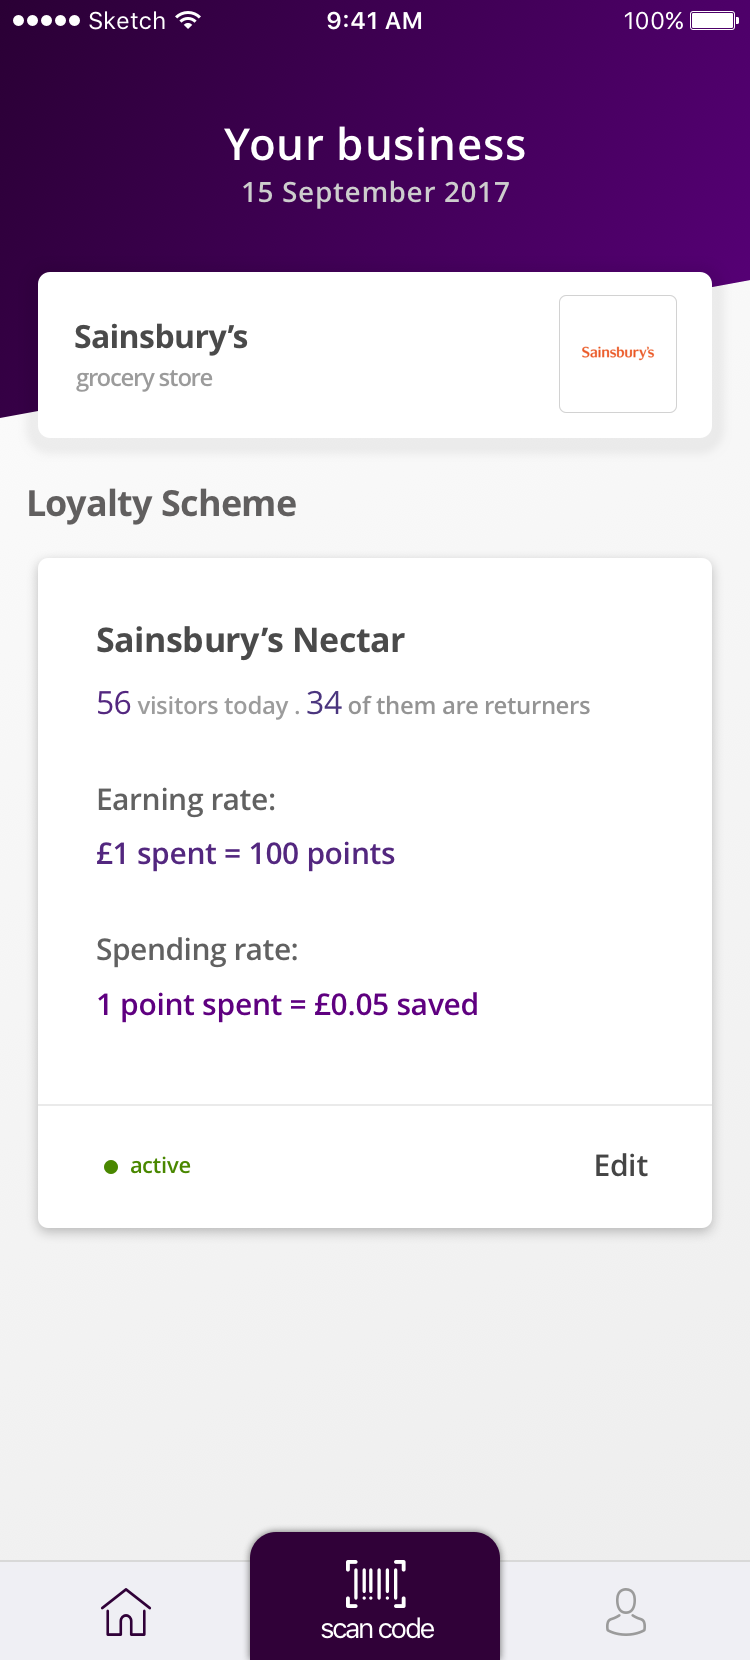 Sketch 9:41 AM 100%
Your business
15 September 2017
Sainsbury’s
grocery store
Sainsbury's
Loyalty Scheme
Sainsbury’s Nectar
56 visitors today . 34 of them are returners
Earning rate:
£1 spent = 100 points
Spending rate:
1 point spent = £0.05 saved
active
Edit
scan code